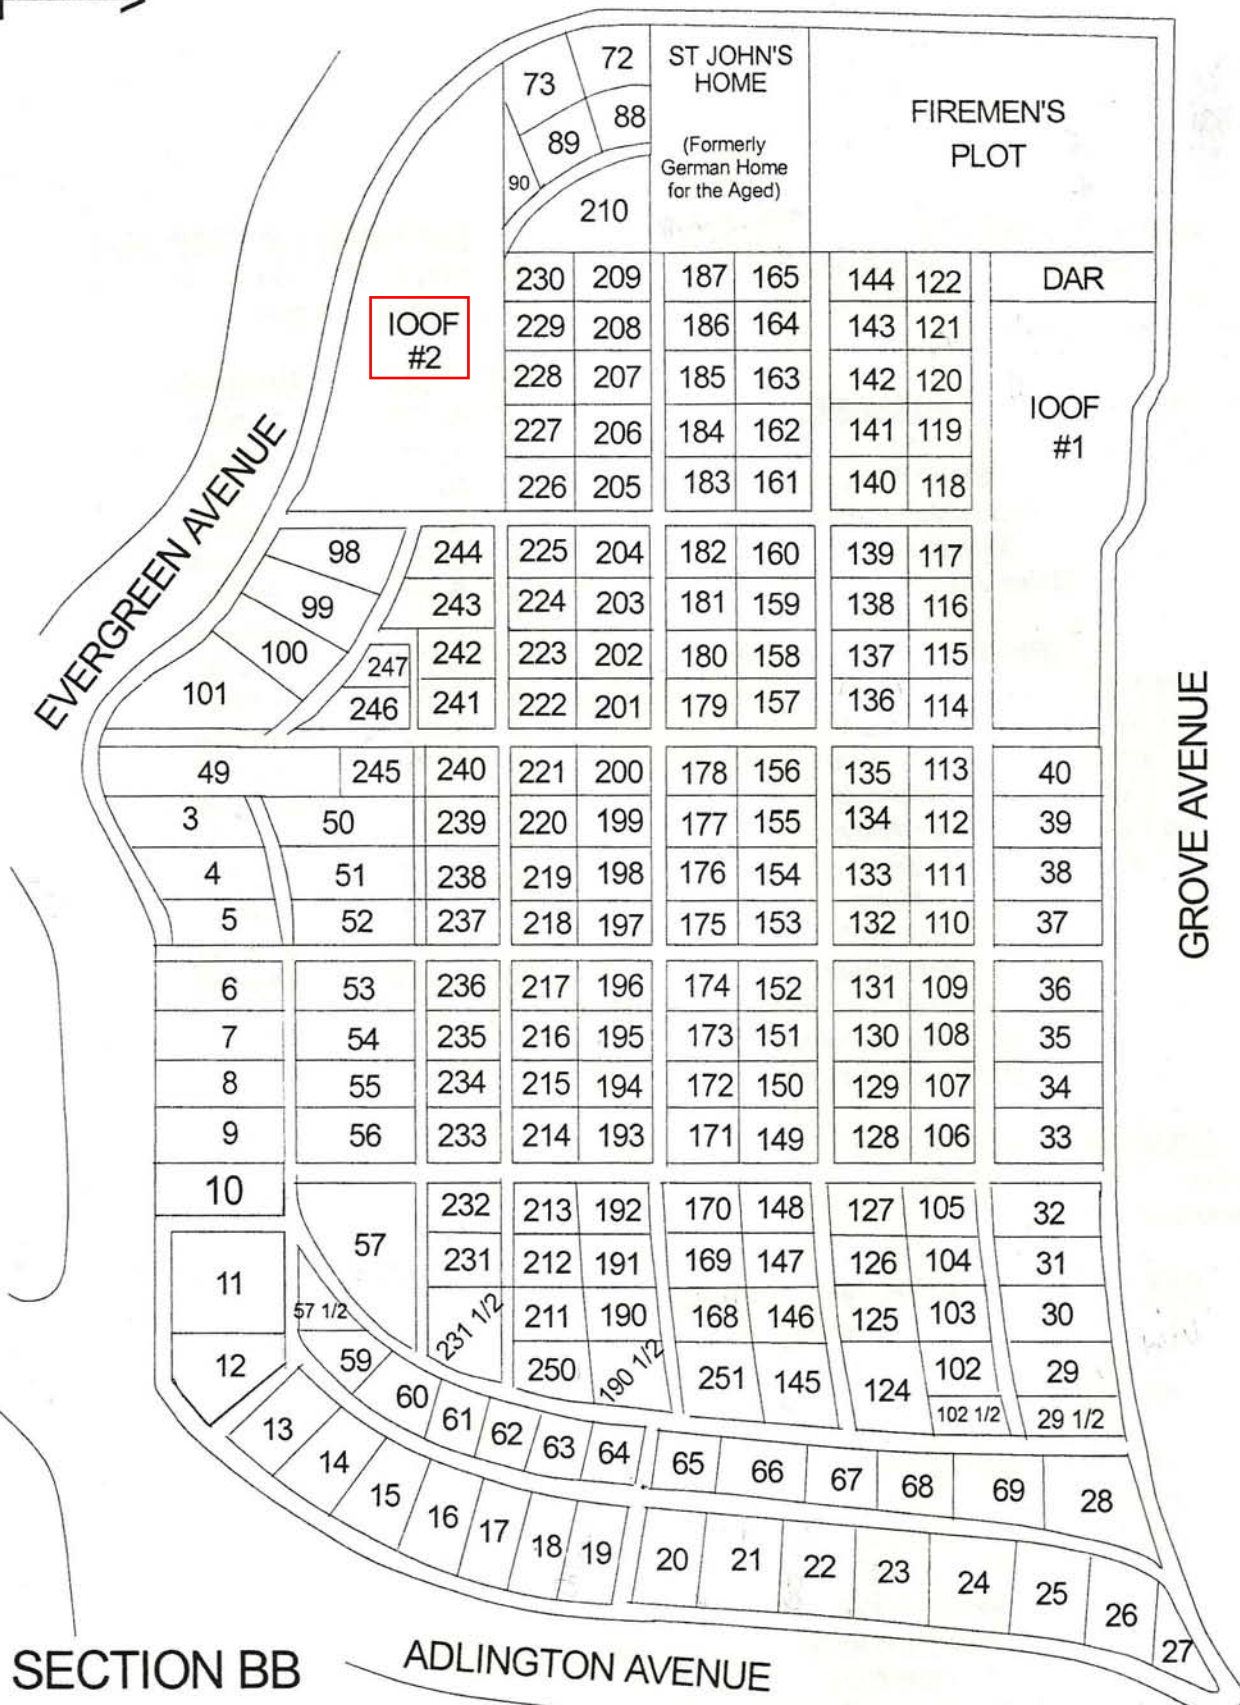 72 ST JOHN'S
73 HOME
FIREMEN'S
PLOT
88
89 (Formerly
German Home
for the Aged)
90
210
230 209 187 165 144 122 DAR
IOOF
#2
229 208 186 164 143 121
228 207 185 163 142 120
IOOF
#1
227 206 184 162 141 119
226 205 183 161 140 118
EVERGREEN AVENUE
98 244 225 204 182 160 139 117
99 243 224 203 181 159 138 116
100 247 242 223 202 180 158 137 115
101 246 241 222 201 179 157 136 114
GROVE AVENUE
49 245 240 221 200 178 156 135 113 40
3 50 239 220 199 177 155 134 112 39
4 51 238 219 198 176 154 133 111 38
5 52 237 218 197 175 153 132 110 37
6 53 236 217 196 174 152 131 109 36
7 54 235 216 195 173 151 130 108 35
8 55 234 215 194 172 150 129 107 34
9 56 233 214 193 171 149 128 106 33
10 232 213 192 170 148 127 105 32
57 231 212 191 169 147 126 104 31
11 57 1/2 231 1/2 211 190 168 146 125 103 30
12 59 250 190 1/2 251 145 124 102 29
60 61 62 63 64 102 1/2 29 1/2
13 14 15 65 66 67 68 69 28
16 17 18 19 20 21 22 23 24 25 26
27
SECTION BB
ADLINGTON AVENUE